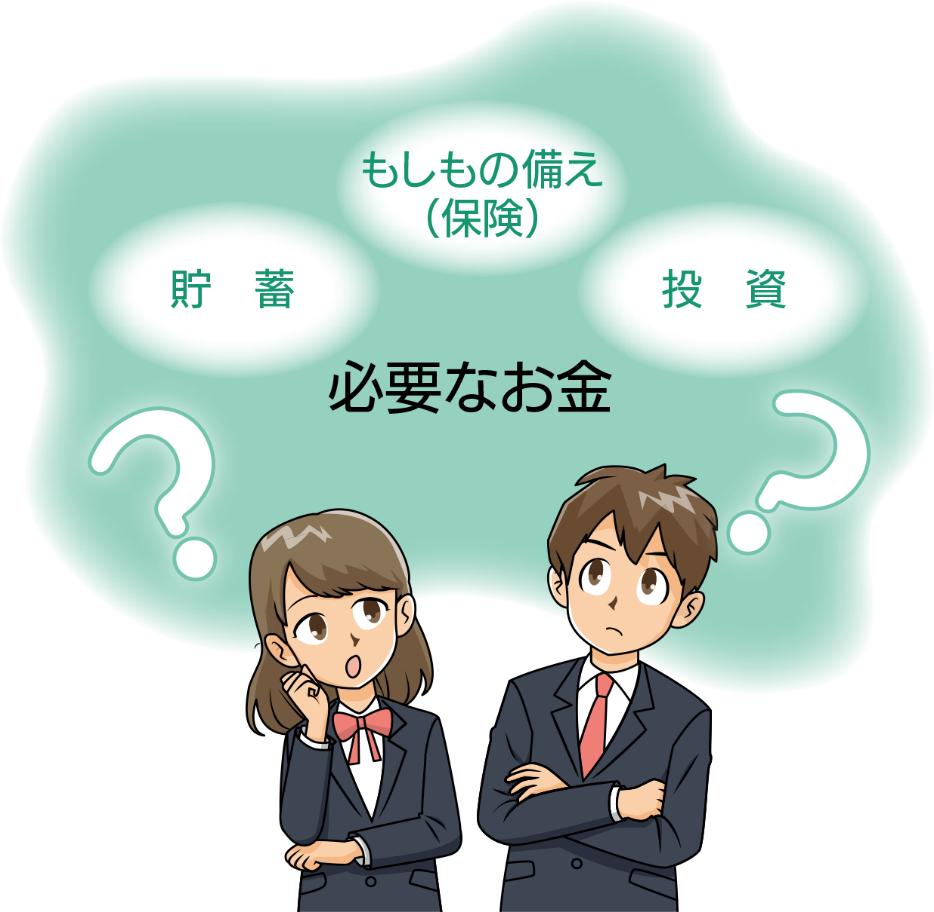 もしもの備え
（保険）
貯　蓄
投　資
必要なお金
？
？